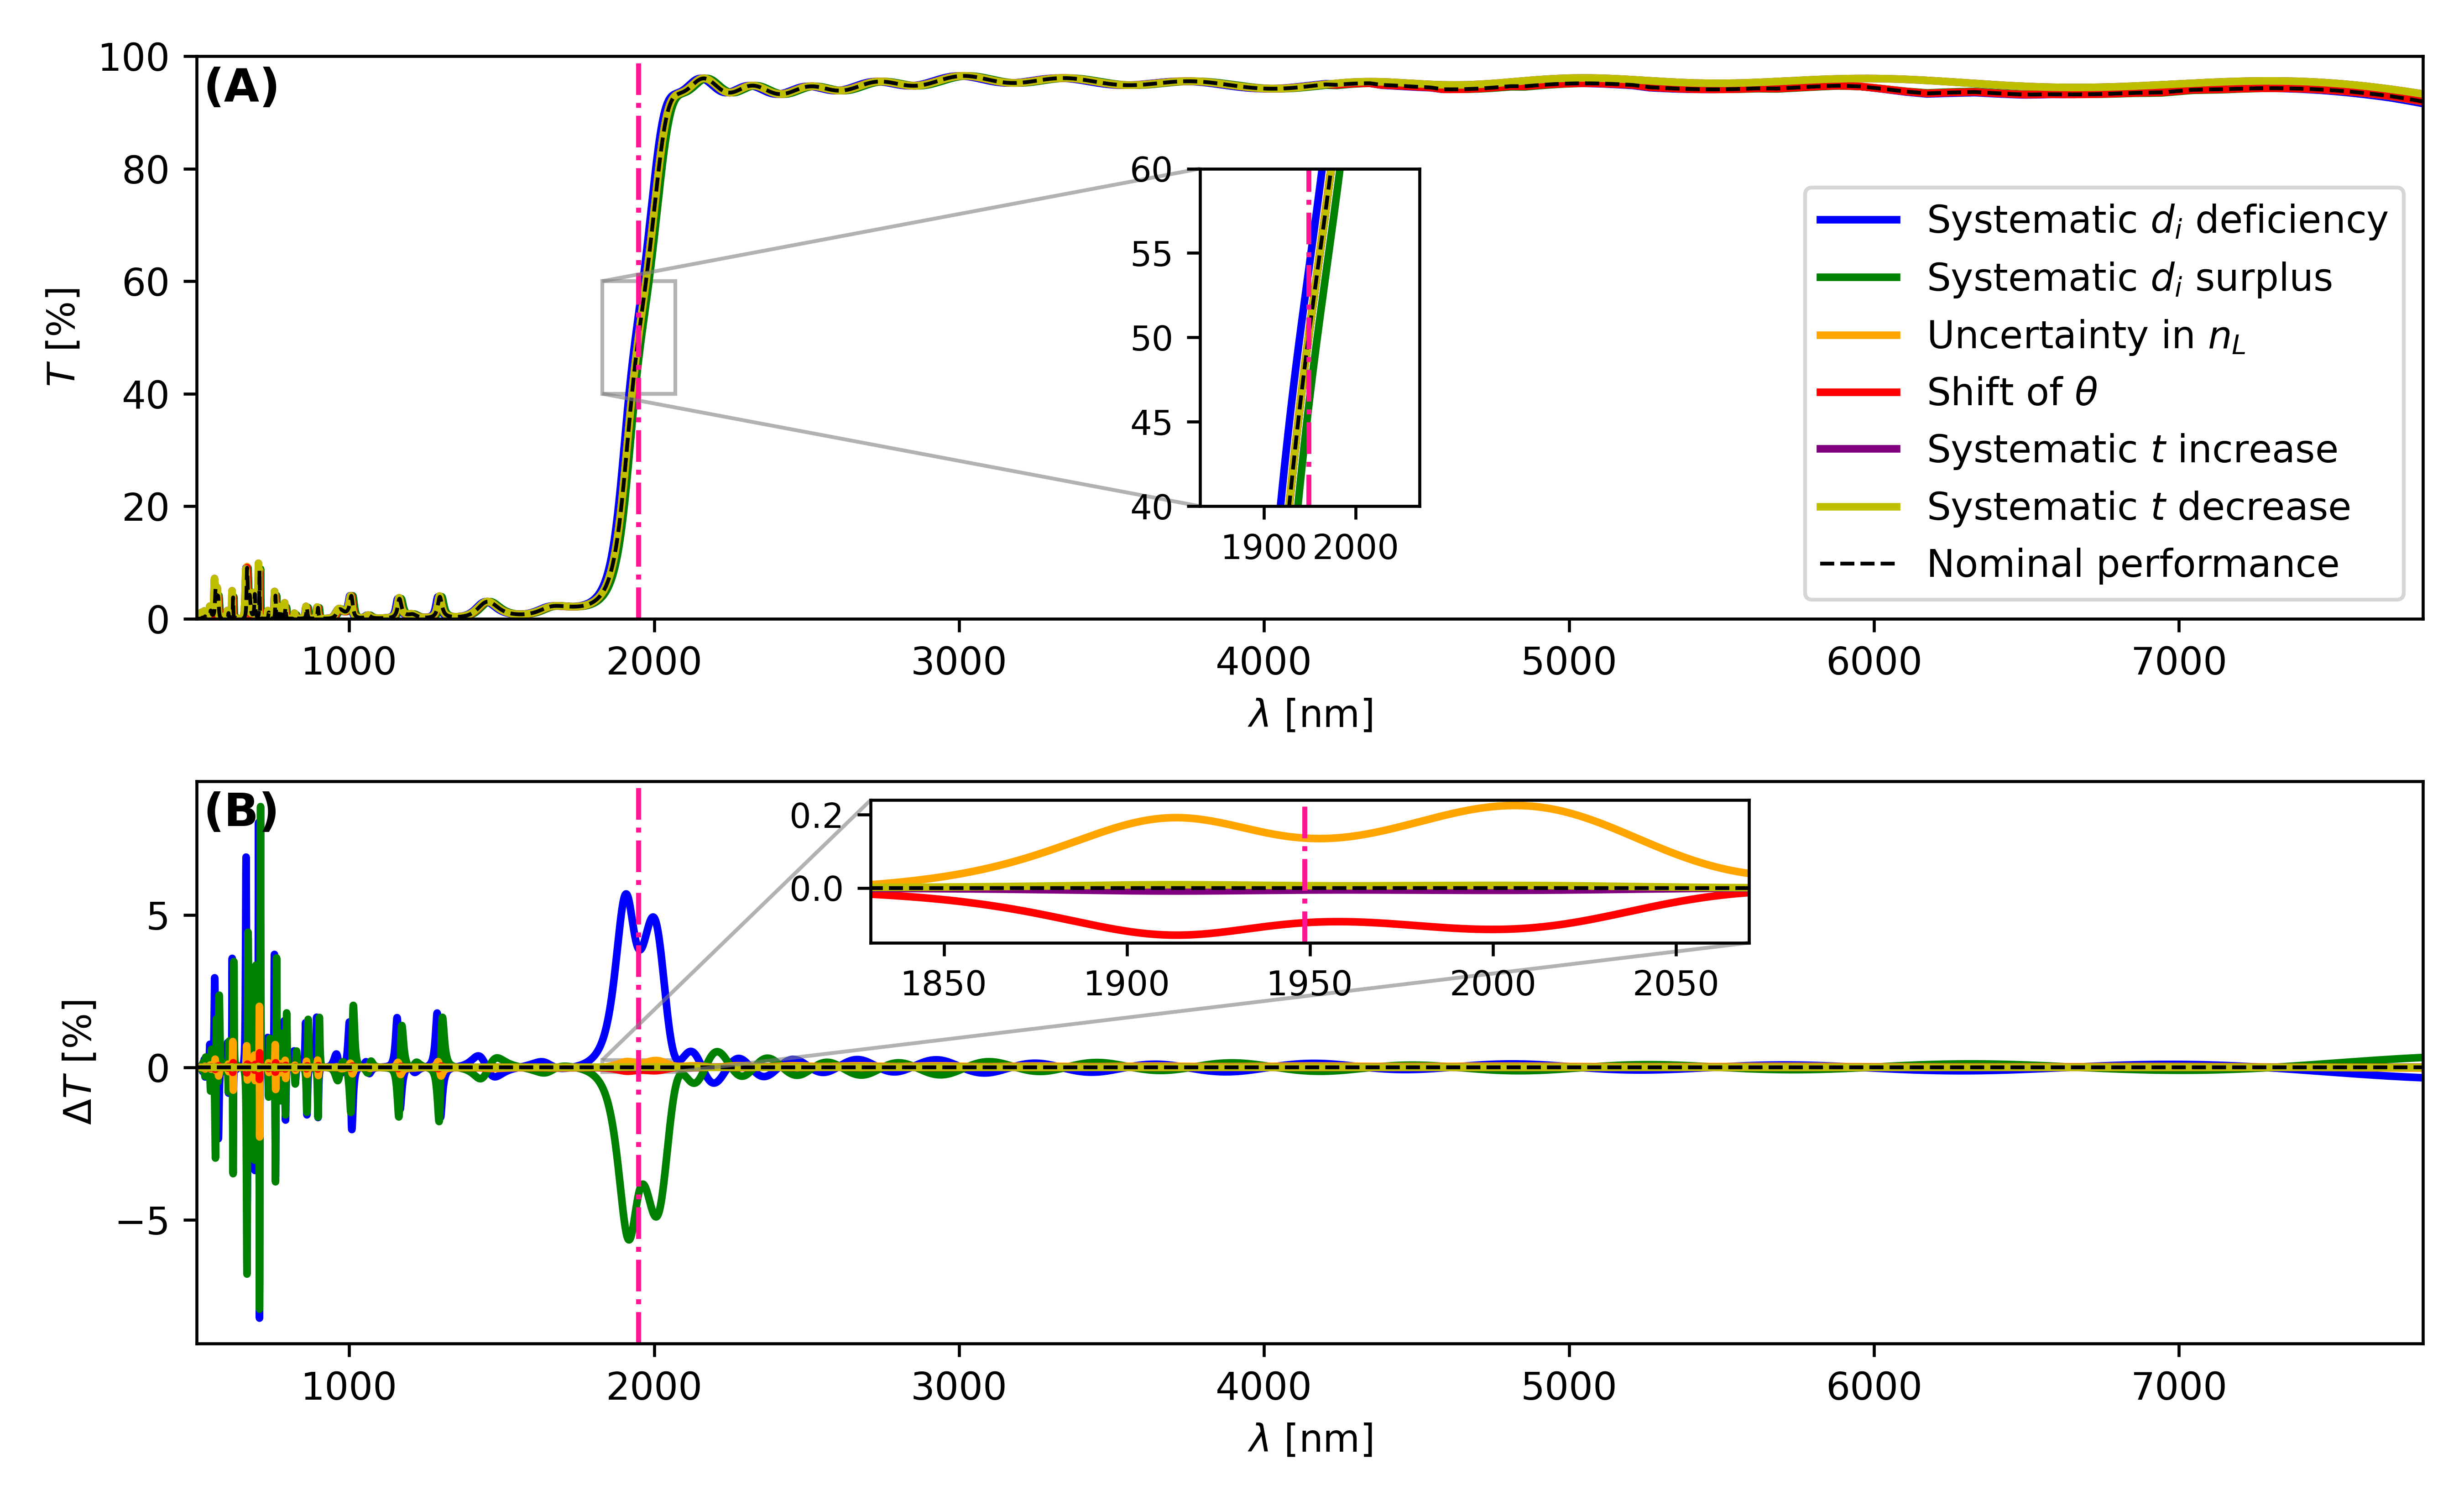 (A)
T [%]
100
80
60
40
20
0
60
55
50
45
40
1900 2000
Systematic dᵢ deficiency
Systematic dᵢ surplus
Uncertainty in n_L
Shift of θ
Systematic t increase
Systematic t decrease
Nominal performance
1000 2000 3000 4000 5000 6000 7000
λ [nm]
(B)
ΔT [%]
5
0
−5
0.2
0.0
1850 1900 1950 2000 2050
1000 2000 3000 4000 5000 6000 7000
λ [nm]